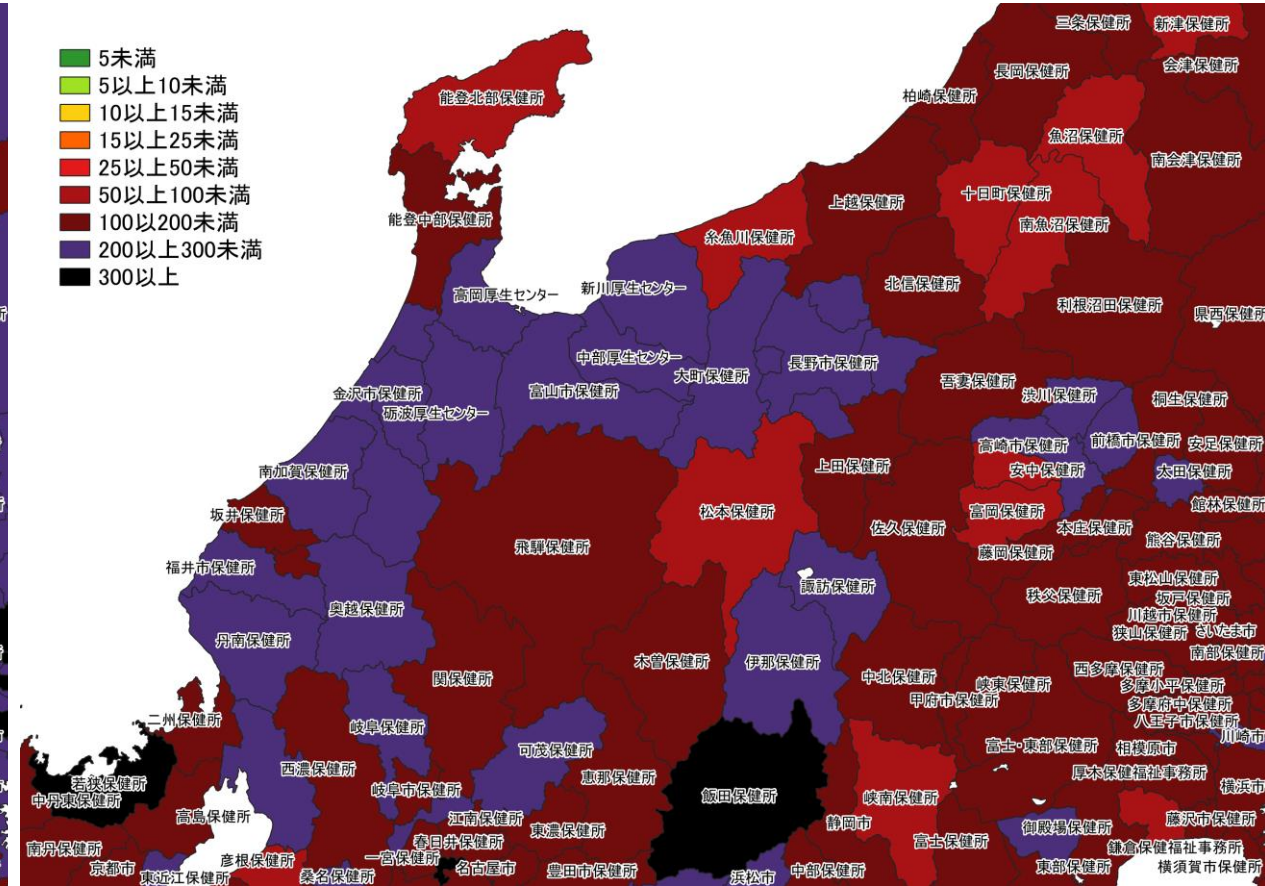 5未満
5以上10未満
10以上15未満
15以上25未満
25以上50未満
50以上100未満
100以200未満
200以上300未満
300以上
三条保健所
新津保健所
長岡保健所
会津保健所
柏崎保健所
能登北部保健所
魚沼保健所
南会津保健所
十日町保健所
上越保健所
能登中部保健所
南魚沼保健所
糸魚川保健所
北信保健所
新川厚生センター
高岡厚生センター
利根沼田保健所
県西保健所
中部厚生センター
長野市保健所
大町保健所
吾妻保健所
富山市保健所
金沢市保健所
渋川保健所
桐生保健所
砺波厚生センター
高崎市保健所
前橋市保健所
安足保健所
南加賀保健所
上田保健所
安中保健所
太田保健所
館林保健所
坂井保健所
松本保健所
富岡保健所
佐久保健所
本庄保健所
飛騨保健所
熊谷保健所
藤岡保健所
福井市保健所
東松山保健所
諏訪保健所
秩父保健所
坂戸保健所
奥越保健所
川越市保健所
狭山保健所
さいたま市
丹南保健所
南部保健所
木曽保健所
伊那保健所
西多摩保健所
関保健所
中北保健所
峡東保健所
多摩小平保健所
甲府市保健所
多摩府中保健所
二州保健所
岐阜保健所
八王子市保健所
川崎市
可茂保健所
富士・東部保健所
相模原市
西濃保健所
恵那保健所
厚木保健福祉事務所
若狭保健所
横浜市
岐阜市保健所
飯田保健所
峡南保健所
中丹東保健所
高島保健所
江南保健所
静岡市
藤沢市保健所
東濃保健所
御殿場保健所
春日井保健所
富士保健所
南丹保健所
鎌倉保健福祉事務所
彦根保健所
一宮保健所
京都市
名古屋市
豊田市保健所
中部保健所
東部保健所
横須賀市保健所
東近江保健所
桑名保健所
浜松市